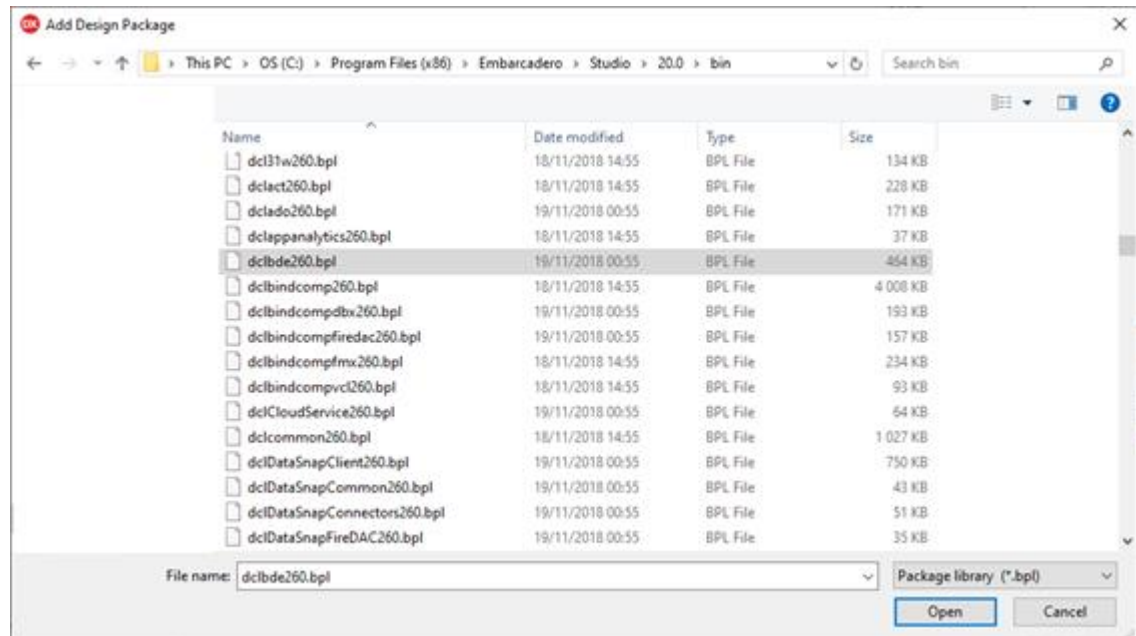 DX Add Design Package
This PC > OS (C:) > Program Files (x86) > Embarcadero > Studio > 20.0 > bin Search bin
Name Date modified Type Size
dcl31w260.bpl 18/11/2018 14:55 BPL File 134 KB
dclact260.bpl 18/11/2018 14:55 BPL File 228 KB
dclado260.bpl 19/11/2018 00:55 BPL File 171 KB
dclappanalytics260.bpl 18/11/2018 14:55 BPL File 37 KB
dclbde260.bpl 19/11/2018 00:55 BPL File 464 KB
dclbindcomp260.bpl 18/11/2018 14:55 BPL File 4 008 KB
dclbindcompdbx260.bpl 19/11/2018 00:55 BPL File 193 KB
dclbindcompfiredac260.bpl 19/11/2018 00:55 BPL File 157 KB
dclbindcompfmx260.bpl 18/11/2018 14:55 BPL File 234 KB
dclbindcompvcl260.bpl 18/11/2018 14:55 BPL File 93 KB
dclCloudService260.bpl 19/11/2018 00:55 BPL File 64 KB
dclcommon260.bpl 18/11/2018 14:55 BPL File 1 027 KB
dclDataSnapClient260.bpl 19/11/2018 00:55 BPL File 750 KB
dclDataSnapCommon260.bpl 19/11/2018 00:55 BPL File 43 KB
dclDataSnapConnectors260.bpl 19/11/2018 00:55 BPL File 51 KB
dclDataSnapFireDAC260.bpl 19/11/2018 00:55 BPL File 35 KB
File name: dclbde260.bpl Package library (*.bpl)
Open Cancel